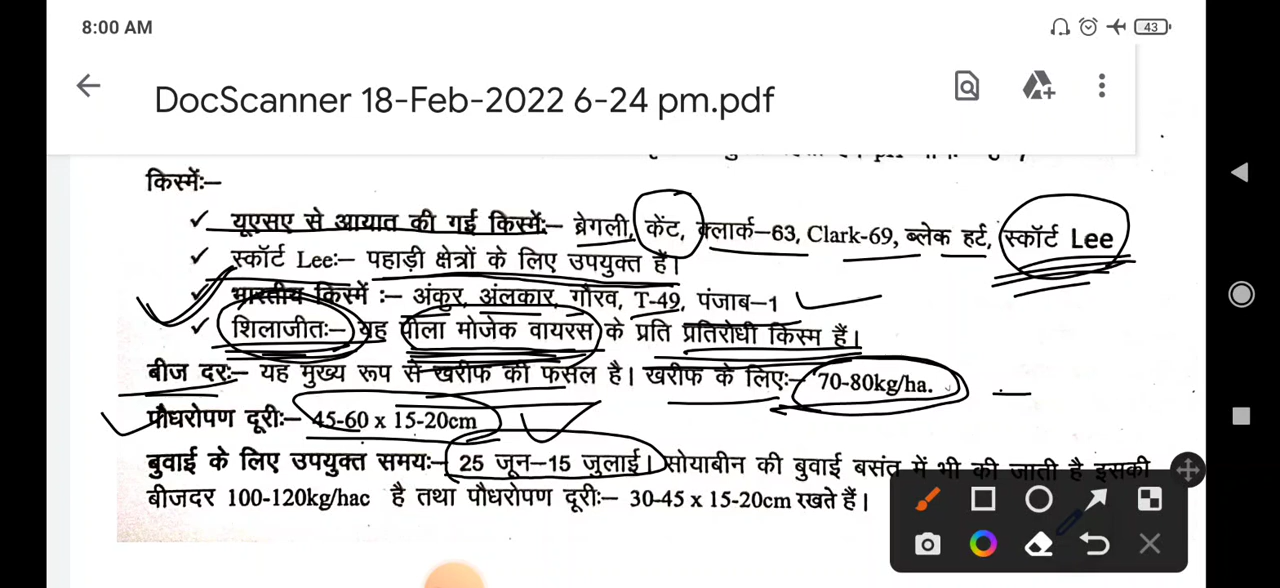 8:00 AM
43
DocScanner 18-Feb-2022 6-24 pm.pdf
किस्में:–
✓ यूएसए से आयात की गई किस्में:– ब्रेगली, केंट, क्लार्क–63, Clark-69, ब्लेक हर्ट, स्कॉर्ट Lee
✓ स्कॉर्ट Lee:– पहाड़ी क्षेत्रों के लिए उपयुक्त हैं।
✓ भारतीय किस्में :– अंकुर, अंलकार, गौरव, T-49, पंजाब–1
✓ शिलाजीतः– यह पीला मोजेक वायरस के प्रति प्रतिरोधी किस्म हैं।
बीज दरः– यह मुख्य रूप से खरीफ की फसल है। खरीफ के लिएः– 70-80kg/ha.
पौधरोपण दूरीः– 45-60 x 15-20cm
बुवाई के लिए उपयुक्त समयः– 25 जून–15 जुलाई। सोयाबीन की बुवाई बसंत में भी की जाती है इसकी
बीजदर 100-120kg/hac है तथा पौधरोपण दूरीः– 30-45 x 15-20cm रखते हैं।